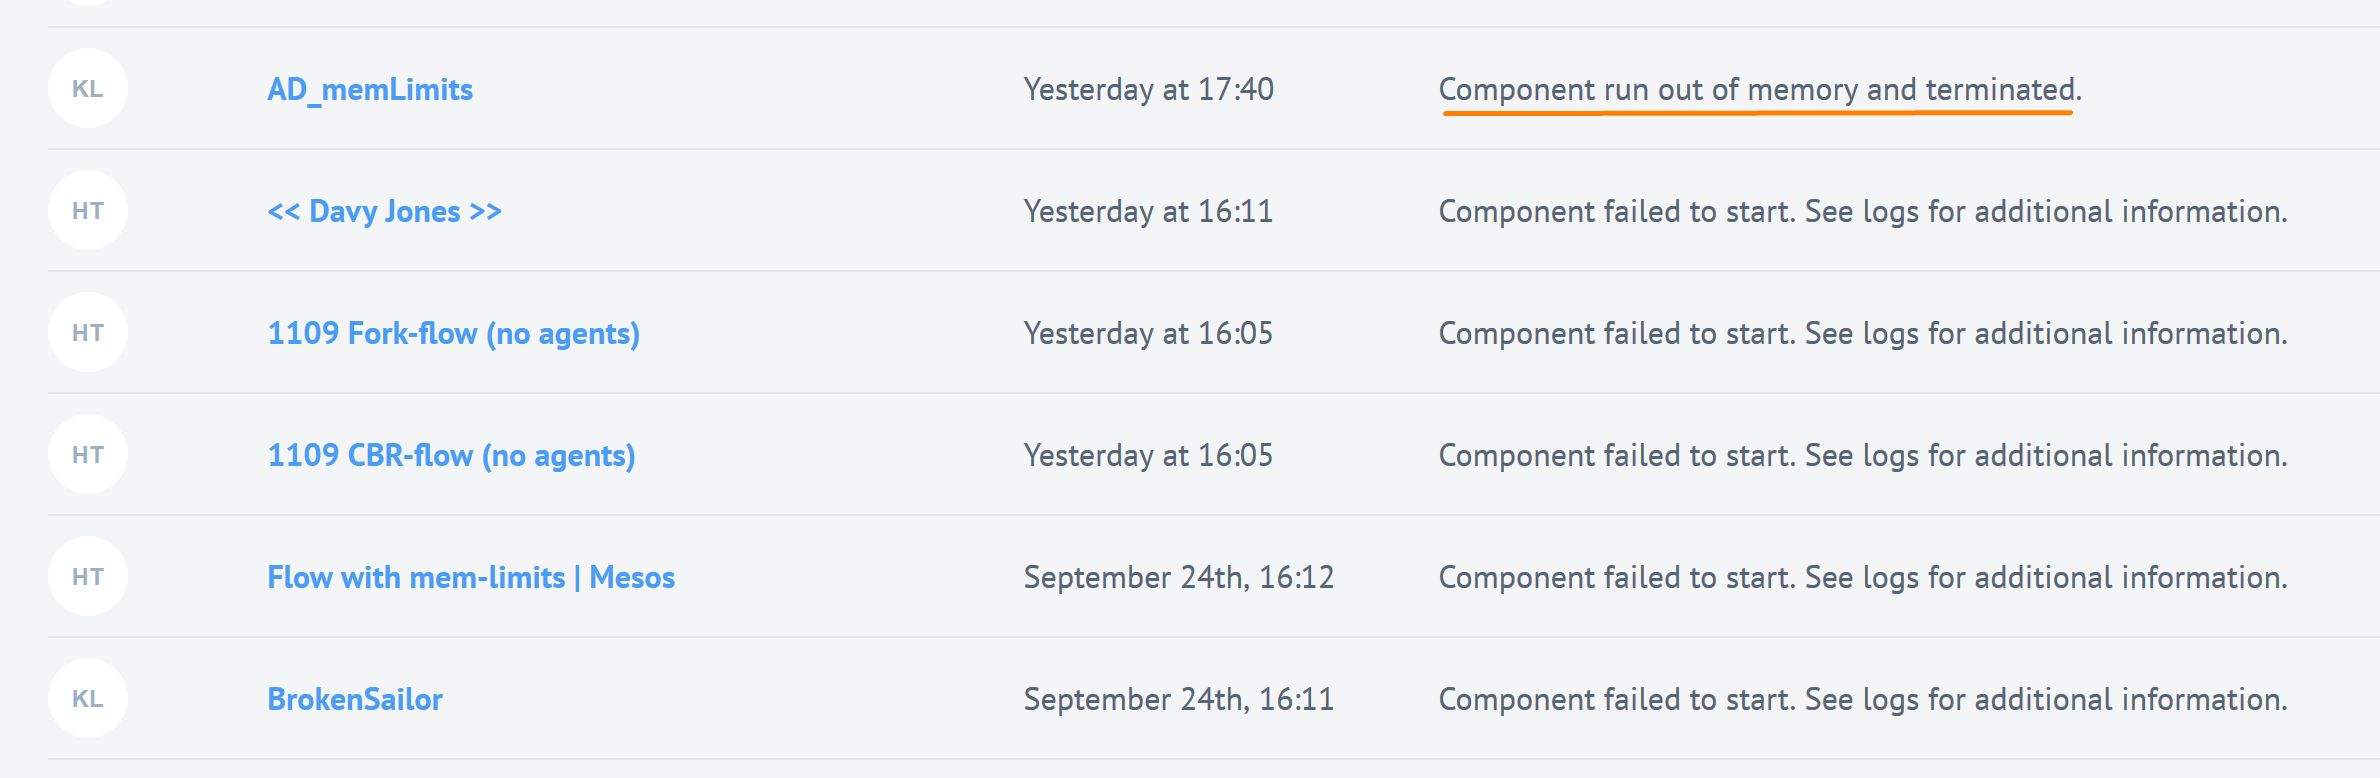 KL AD_memLimits Yesterday at 17:40 Component run out of memory and terminated.
HT << Davy Jones >> Yesterday at 16:11 Component failed to start. See logs for additional information.
HT 1109 Fork-flow (no agents) Yesterday at 16:05 Component failed to start. See logs for additional information.
HT 1109 CBR-flow (no agents) Yesterday at 16:05 Component failed to start. See logs for additional information.
HT Flow with mem-limits | Mesos September 24th, 16:12 Component failed to start. See logs for additional information.
KL BrokenSailor September 24th, 16:11 Component failed to start. See logs for additional information.